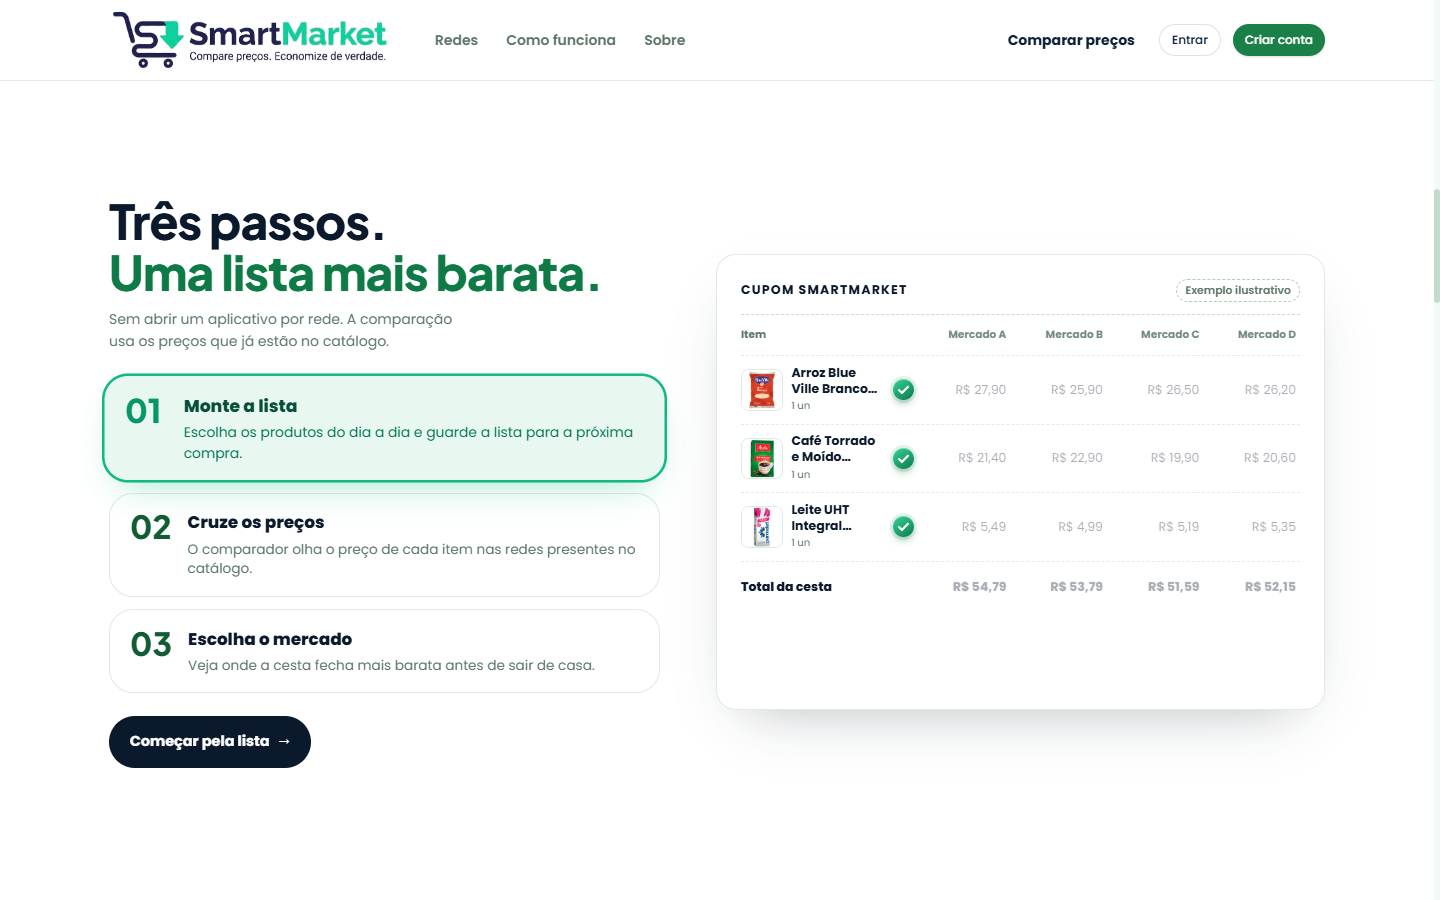 SmartMarket
Compare preços. Economize de verdade.
Redes
Como funciona
Sobre
Comparar preços
Entrar
Criar conta
Três passos.
Uma lista mais barata.
Sem abrir um aplicativo por rede. A comparação
usa os preços que já estão no catálogo.
01
Monte a lista
Escolha os produtos do dia a dia e guarde a lista para a próxima
compra.
02
Cruze os preços
O comparador olha o preço de cada item nas redes presentes no
catálogo.
03
Escolha o mercado
Veja onde a cesta fecha mais barata antes de sair de casa.
Começar pela lista →
CUPOM SMARTMARKET
Exemplo ilustrativo
Item Mercado A Mercado B Mercado C Mercado D
Arroz Blue
Ville Branco...
1 un
R$ 27,90 R$ 25,90 R$ 26,50 R$ 26,20
Café Torrado
e Moído...
1 un
R$ 21,40 R$ 22,90 R$ 19,90 R$ 20,60
Leite UHT
Integral...
1 un
R$ 5,49 R$ 4,99 R$ 5,19 R$ 5,35
Total da cesta R$ 54,79 R$ 53,79 R$ 51,59 R$ 52,15